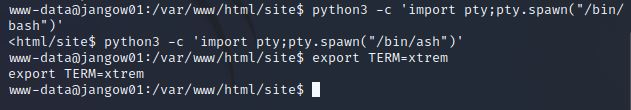 www-data@jangow01:/var/www/html/site$ python3 -c 'import pty;pty.spawn("/bin/
bash")'
<html/site$ python3 -c 'import pty;pty.spawn("/bin/ash")'
www-data@jangow01:/var/www/html/site$ export TERM=xtrem
export TERM=xtrem
www-data@jangow01:/var/www/html/site$